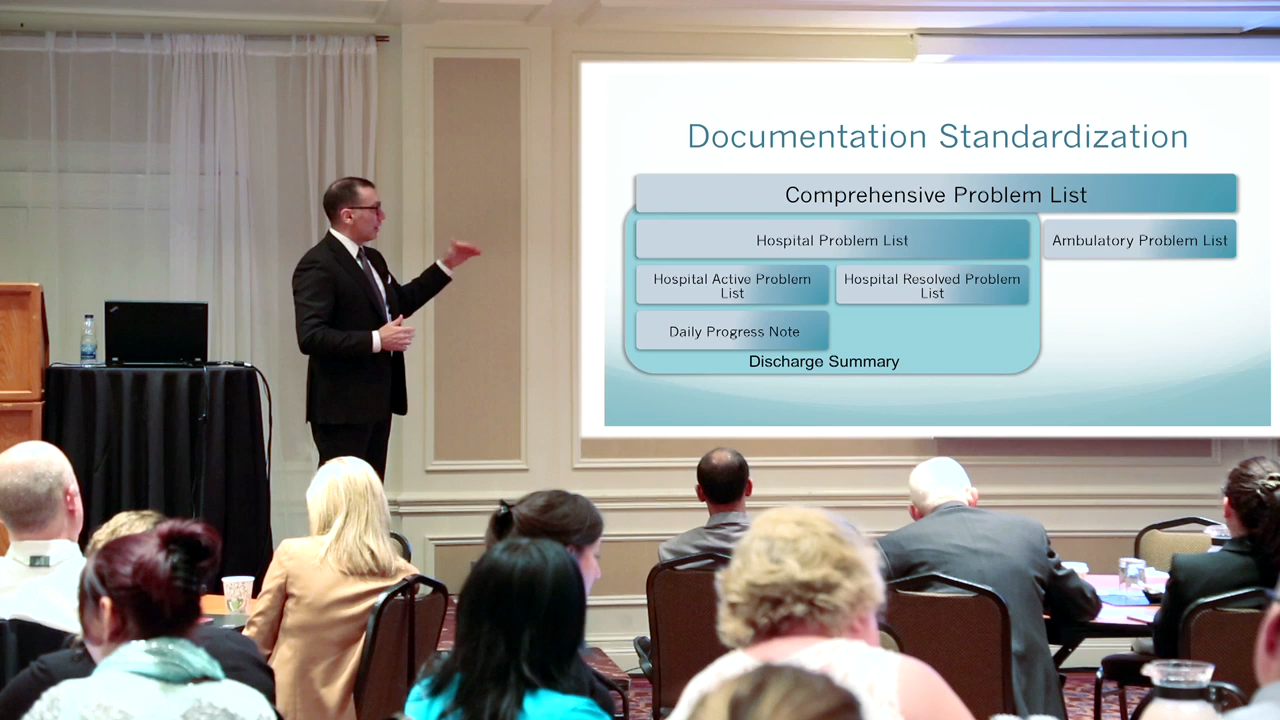 Documentation Standardization
Comprehensive Problem List
Hospital Problem List
Ambulatory Problem List
Hospital Active Problem
List
Hospital Resolved Problem
List
Daily Progress Note
Discharge Summary